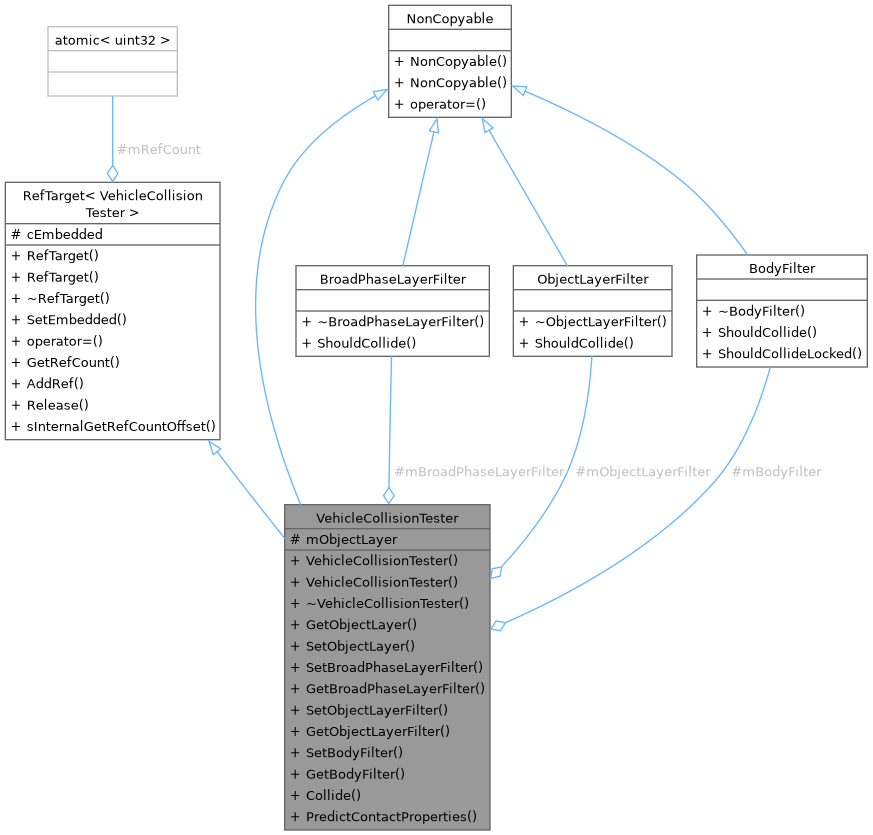 NonCopyable
+ NonCopyable()
+ NonCopyable()
+ operator=()
atomic< uint32 >
#mRefCount
RefTarget< VehicleCollision
Tester >
# cEmbedded
+ RefTarget()
+ RefTarget()
+ ~RefTarget()
+ SetEmbedded()
+ operator=()
+ GetRefCount()
+ AddRef()
+ Release()
+ sInternalGetRefCountOffset()
BroadPhaseLayerFilter
+ ~BroadPhaseLayerFilter()
+ ShouldCollide()
ObjectLayerFilter
+ ~ObjectLayerFilter()
+ ShouldCollide()
BodyFilter
+ ~BodyFilter()
+ ShouldCollide()
+ ShouldCollideLocked()
#mBroadPhaseLayerFilter
#mObjectLayerFilter
#mBodyFilter
VehicleCollisionTester
# mObjectLayer
+ VehicleCollisionTester()
+ VehicleCollisionTester()
+ ~VehicleCollisionTester()
+ GetObjectLayer()
+ SetObjectLayer()
+ SetBroadPhaseLayerFilter()
+ GetBroadPhaseLayerFilter()
+ SetObjectLayerFilter()
+ GetObjectLayerFilter()
+ SetBodyFilter()
+ GetBodyFilter()
+ Collide()
+ PredictContactProperties()